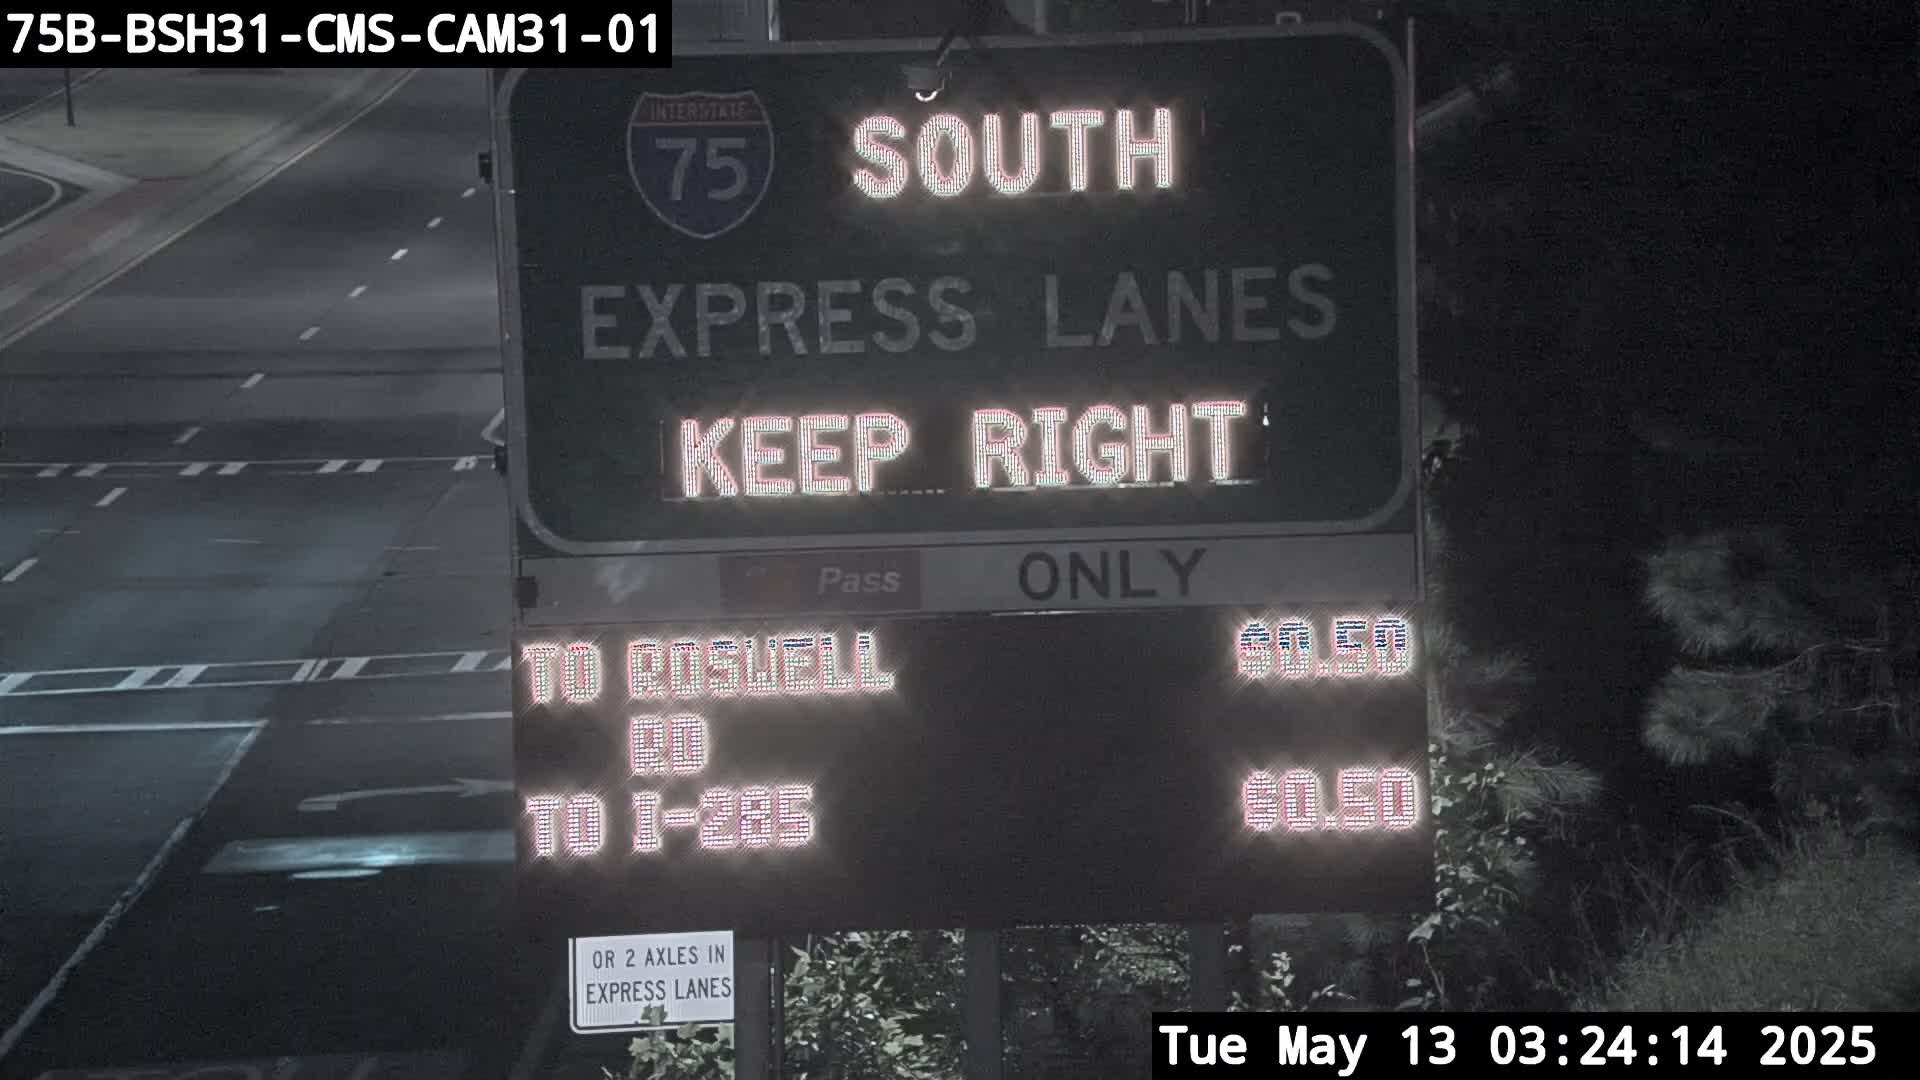 75B-BSH31-CMS-CAM31-01
INTERSTATE
75
SOUTH
EXPRESS LANES
KEEP RIGHT
Pass ONLY
TO ROSWELL $0.50
RD
TO I-285 $0.50
OR 2 AXLES IN
EXPRESS LANES
Tue May 13 03:24:14 2025